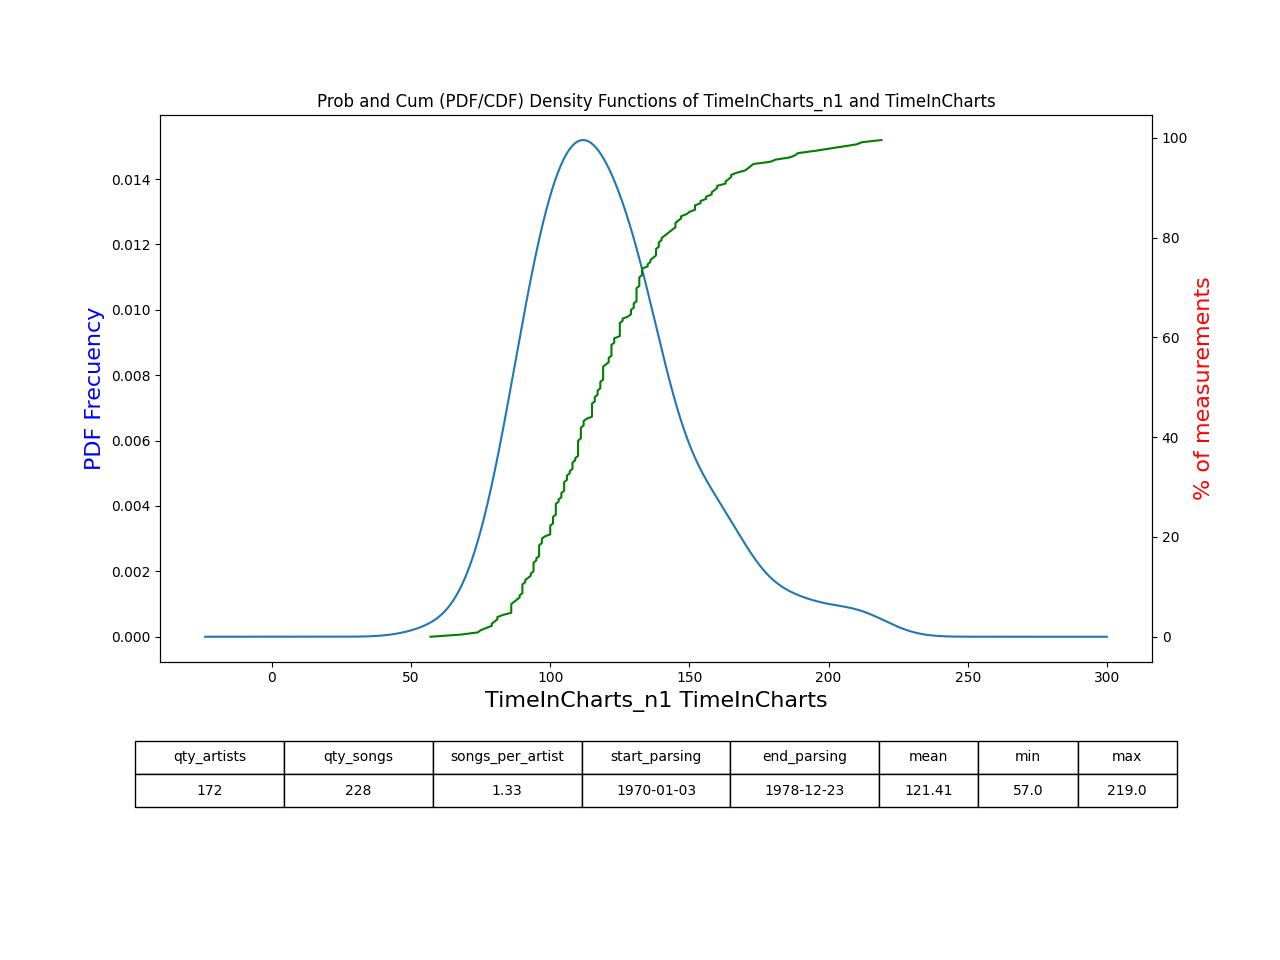 Prob and Cum (PDF/CDF) Density Functions of TimeInCharts_n1 and TimeInCharts
PDF Frecuency
0.014
0.012
0.010
0.008
0.006
0.004
0.002
0.000
100
80
60
40
20
0
% of measurements
0 50 100 150 200 250 300
TimeInCharts_n1 TimeInCharts
qty_artists qty_songs songs_per_artist start_parsing end_parsing mean min max
172 228 1.33 1970-01-03 1978-12-23 121.41 57.0 219.0